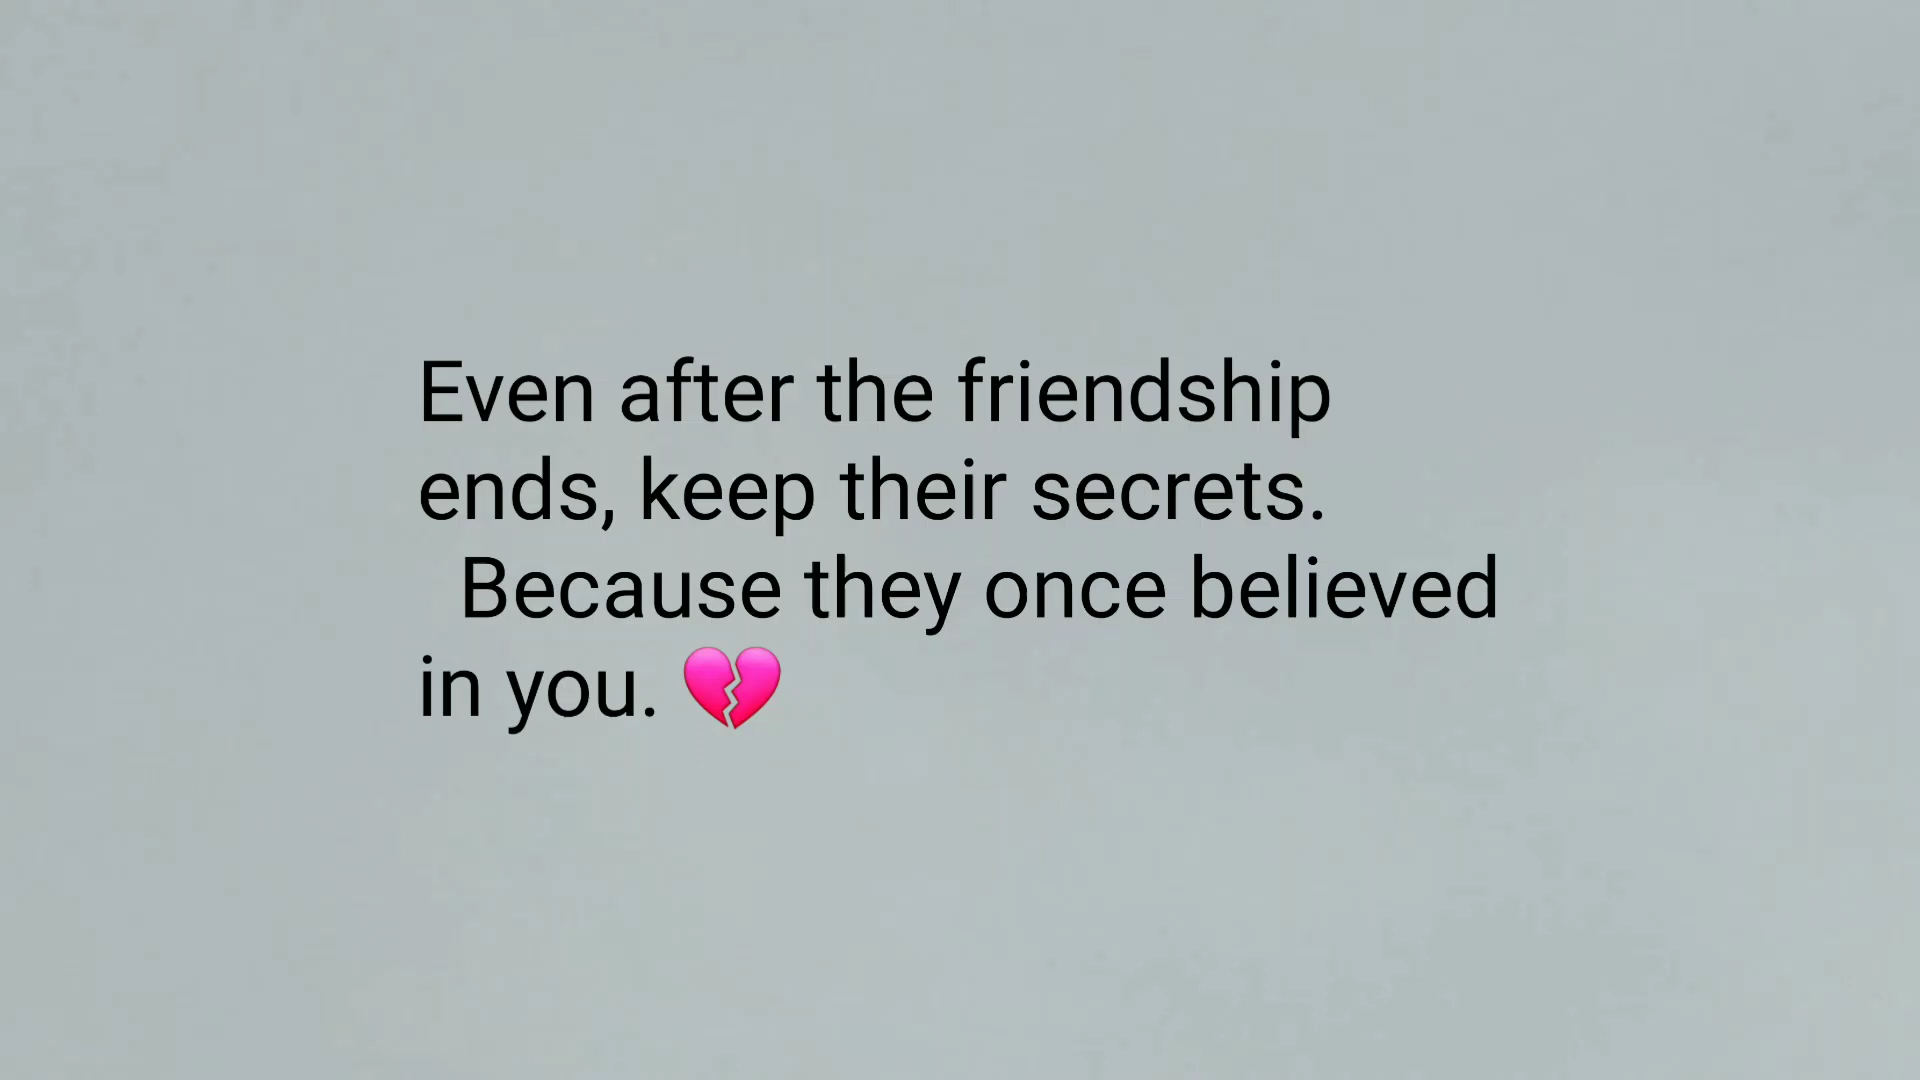 Even after the friendship
ends, keep their secrets.
Because they once believed
in you. 💔